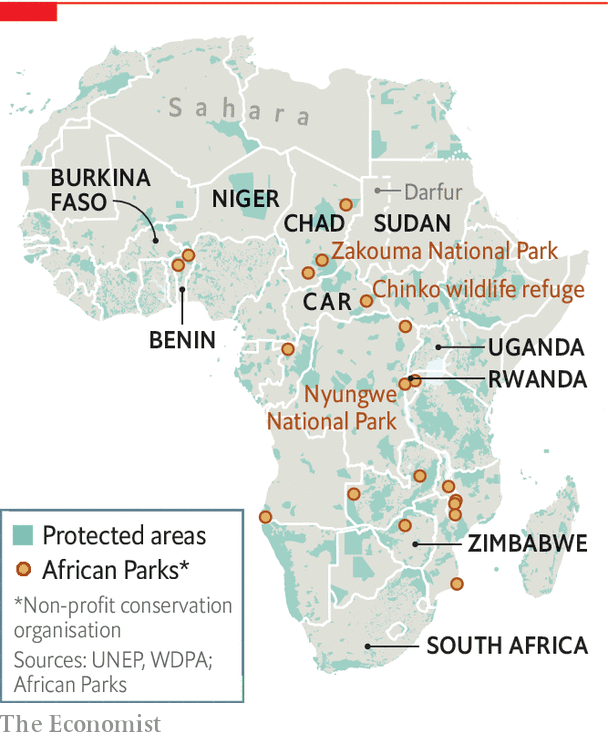 Sahara
BURKINA
FASO
NIGER
CHAD
SUDAN
Darfur
Zakouma National Park
CAR
Chinko wildlife refuge
BENIN
UGANDA
RWANDA
Nyungwe
National Park
ZIMBABWE
SOUTH AFRICA
Protected areas
African Parks*
*Non-profit conservation
organisation
Sources: UNEP, WDPA;
African Parks
The Economist